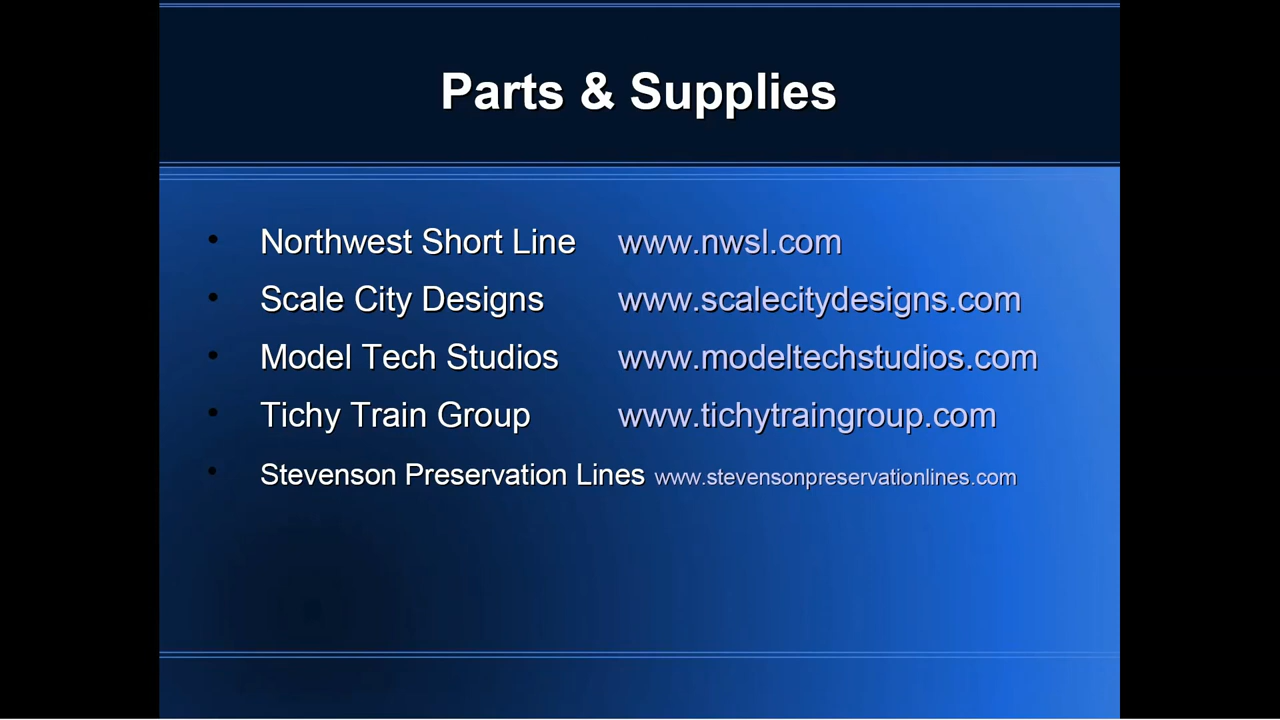 Parts & Supplies
• Northwest Short Line www.nwsl.com
• Scale City Designs www.scalecitydesigns.com
• Model Tech Studios www.modeltechstudios.com
• Tichy Train Group www.tichytraingroup.com
• Stevenson Preservation Lines www.stevensonpreservationlines.com